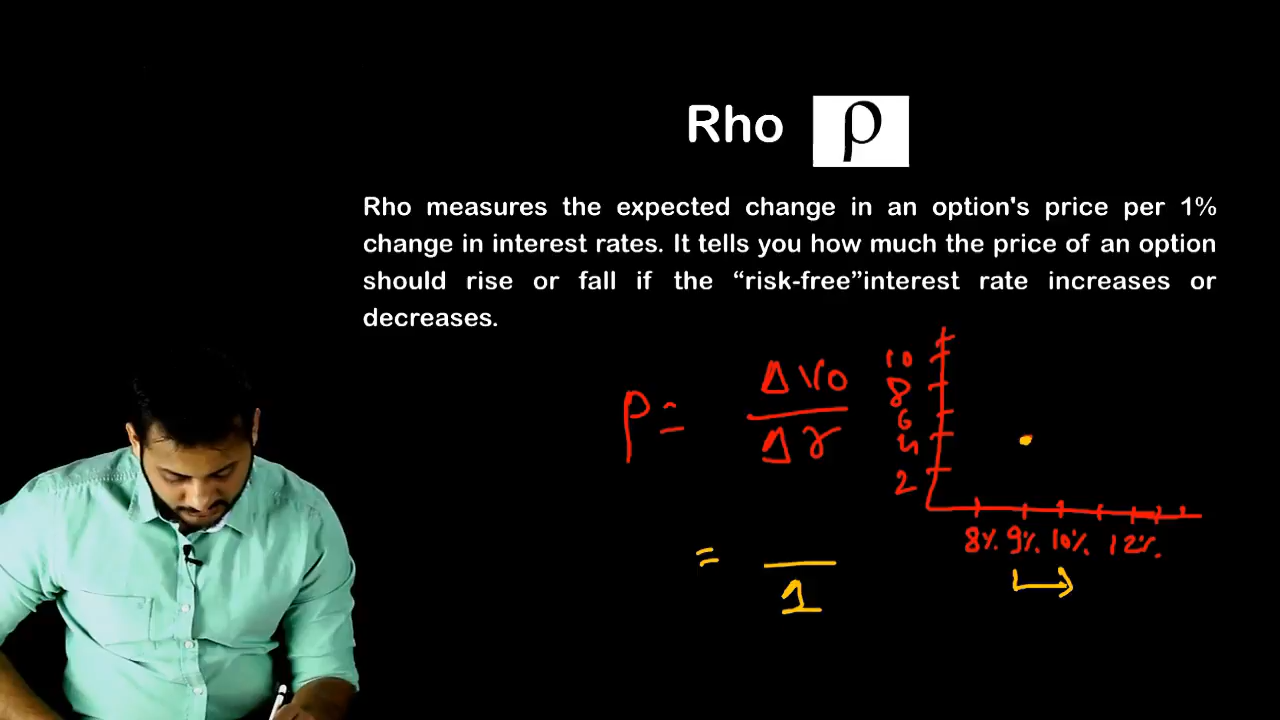 Rho ρ
Rho measures the expected change in an option's price per 1%
change in interest rates. It tells you how much the price of an option
should rise or fall if the “risk-free”interest rate increases or
decreases.
ρ = ΔVo / Δr
10
8
6
4
2
8% 9% 10% 12%
= / 1